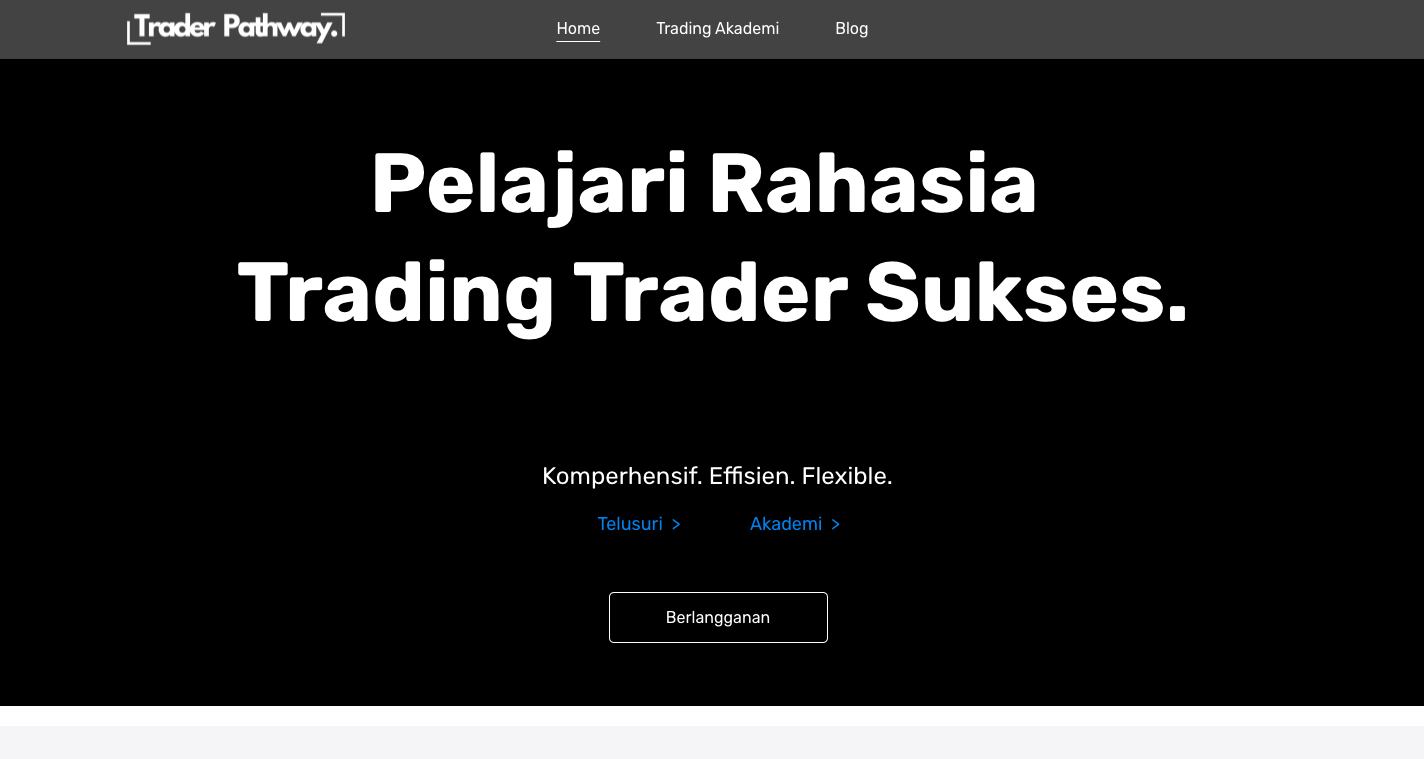 Trader Pathway.
Home
Trading Akademi
Blog
Pelajari Rahasia
Trading Trader Sukses.
Komperhensif. Effisien. Flexible.
Telusuri >
Akademi >
Berlangganan